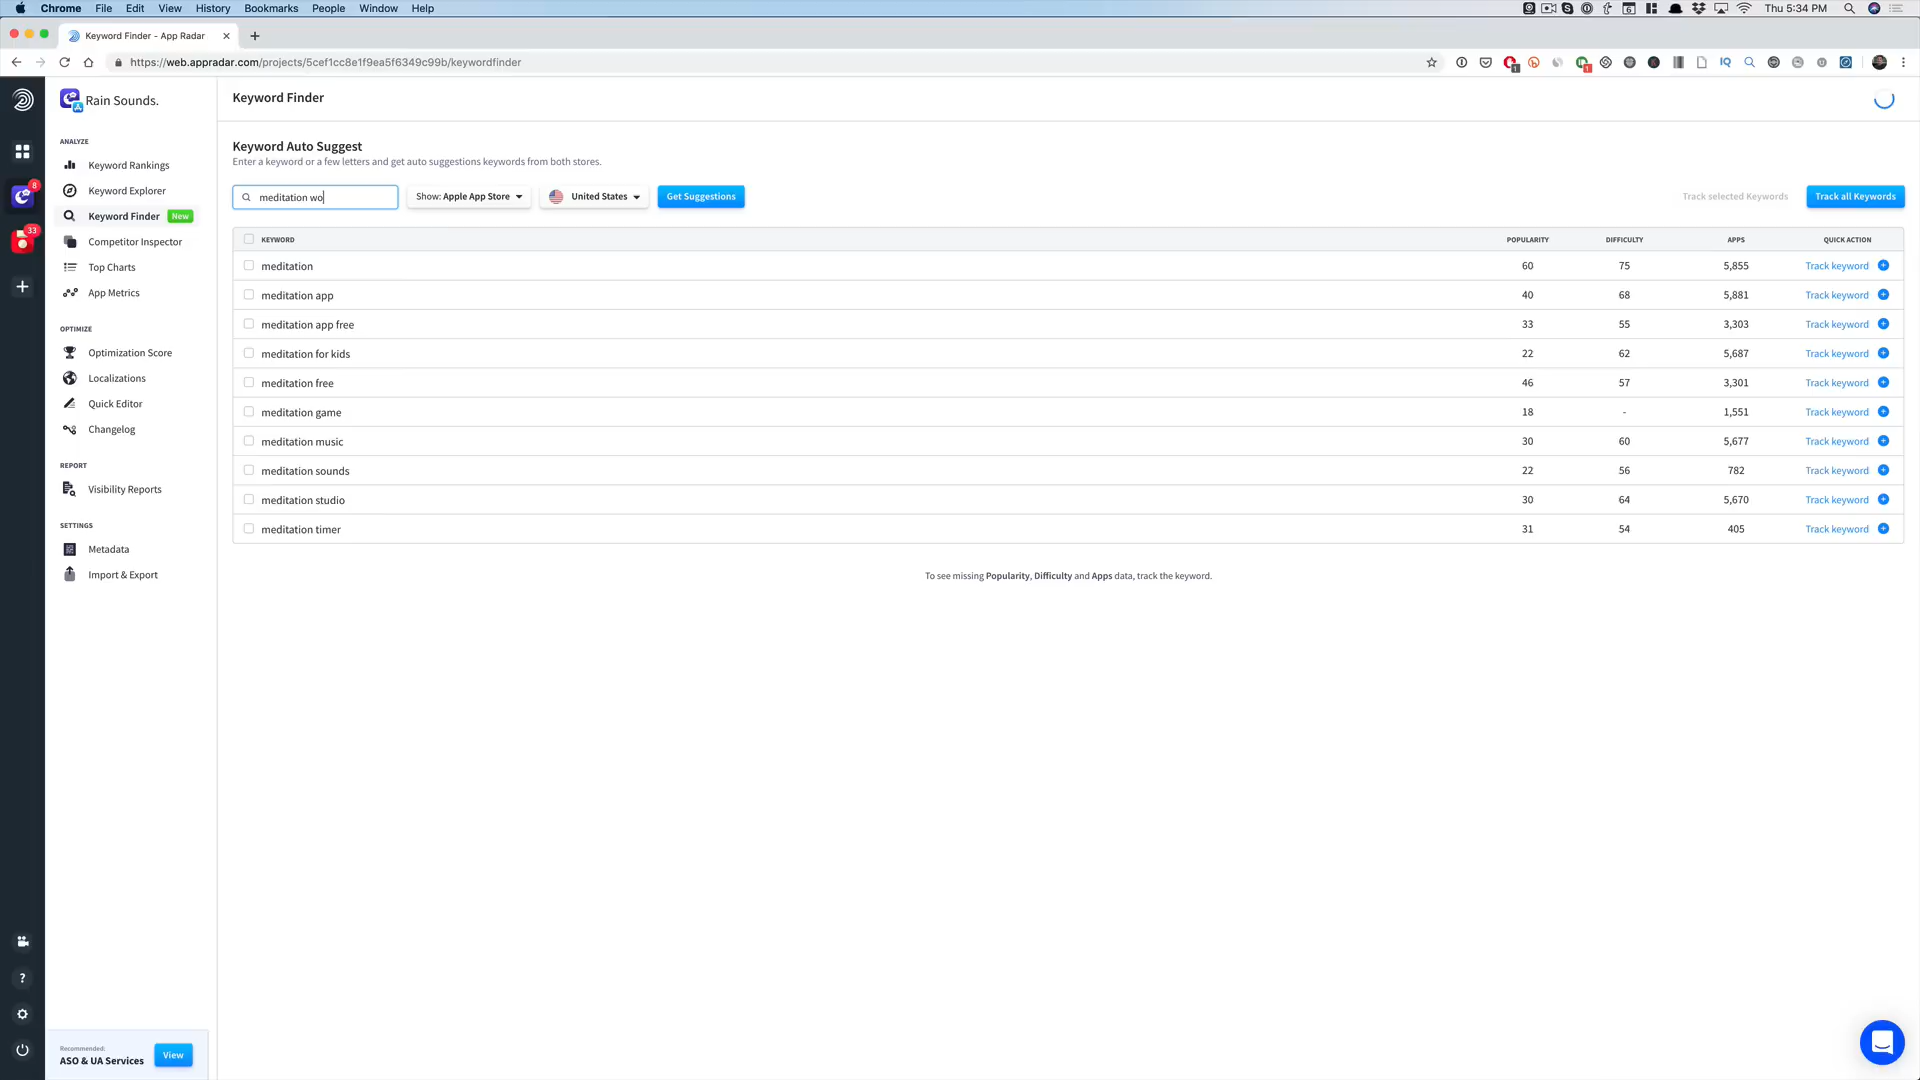 Chrome File Edit View History Bookmarks People Window Help
Thu 5:34 PM
Keyword Finder - App Radar
https://web.appradar.com/projects/5cef1cc8e1f9ea5f6349c99b/keywordfinder
Rain Sounds.
Keyword Finder
ANALYZE
Keyword Rankings
Keyword Explorer
Keyword Finder New
Competitor Inspector
Top Charts
App Metrics
8
33
OPTIMIZE
Optimization Score
Localizations
Quick Editor
Changelog
REPORT
Visibility Reports
SETTINGS
Metadata
Import & Export
Recommended:
ASO & UA Services
View
Keyword Auto Suggest
Enter a keyword or a few letters and get auto suggestions keywords from both stores.
meditation wo Show: Apple App Store United States Get Suggestions Track selected Keywords Track all Keywords
KEYWORD POPULARITY DIFFICULTY APPS QUICK ACTION
meditation 60 75 5,855 Track keyword
meditation app 40 68 5,881 Track keyword
meditation app free 33 55 3,303 Track keyword
meditation for kids 22 62 5,687 Track keyword
meditation free 46 57 3,301 Track keyword
meditation game 18 - 1,551 Track keyword
meditation music 30 60 5,677 Track keyword
meditation sounds 22 56 782 Track keyword
meditation studio 30 64 5,670 Track keyword
meditation timer 31 54 405 Track keyword
To see missing Popularity, Difficulty and Apps data, track the keyword.